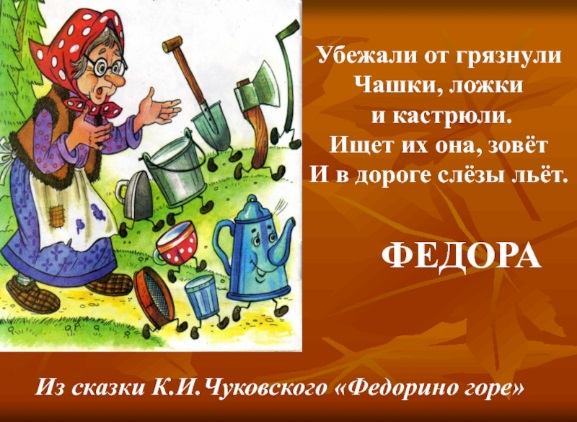 Убежали от грязнули
Чашки, ложки
и кастрюли.
Ищет их она, зовёт
И в дороге слёзы льёт.
ФЕДОРА
Из сказки К.И.Чуковского «Федорино горе»